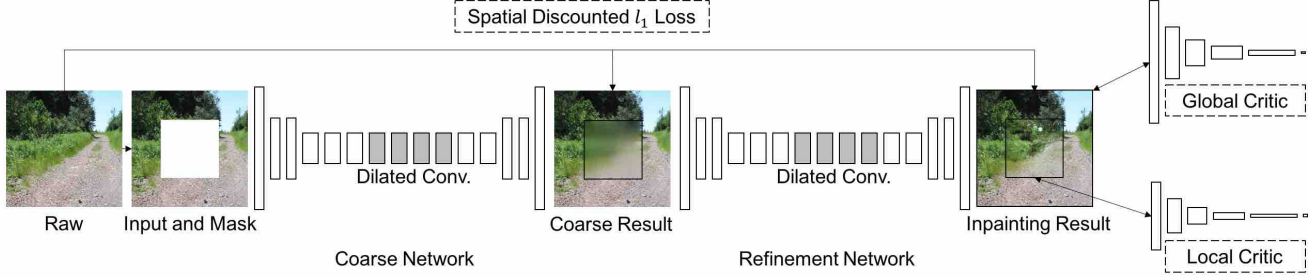 Spatial Discounted l₁ Loss
Global Critic
Dilated Conv.
Dilated Conv.
Raw
Input and Mask
Coarse Result
Inpainting Result
Coarse Network
Refinement Network
Local Critic